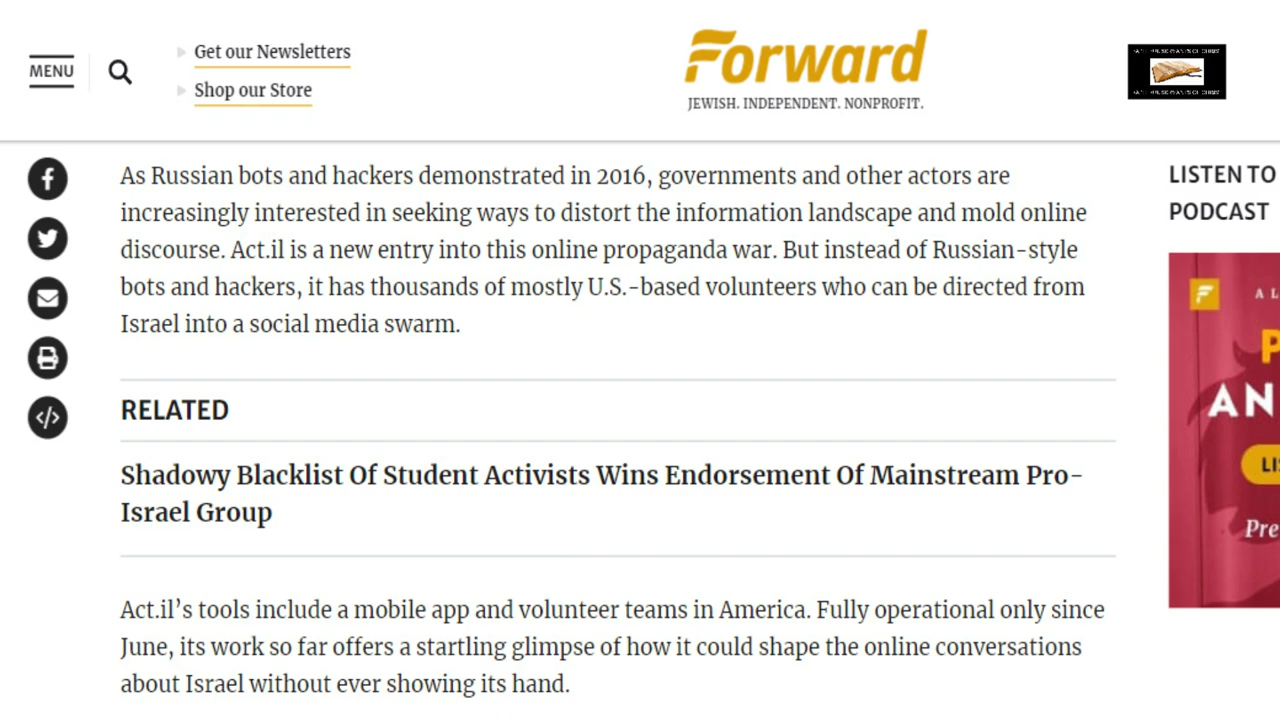 MENU
Get our Newsletters
Shop our Store
Forward
JEWISH. INDEPENDENT. NONPROFIT.
As Russian bots and hackers demonstrated in 2016, governments and other actors are
increasingly interested in seeking ways to distort the information landscape and mold online
discourse. Act.il is a new entry into this online propaganda war. But instead of Russian-style
bots and hackers, it has thousands of mostly U.S.-based volunteers who can be directed from
Israel into a social media swarm.
RELATED
Shadowy Blacklist Of Student Activists Wins Endorsement Of Mainstream Pro-
Israel Group
Act.il’s tools include a mobile app and volunteer teams in America. Fully operational only since
June, its work so far offers a startling glimpse of how it could shape the online conversations
about Israel without ever showing its hand.
LISTEN TO
PODCAST
A L
P
AN
LI
Pre